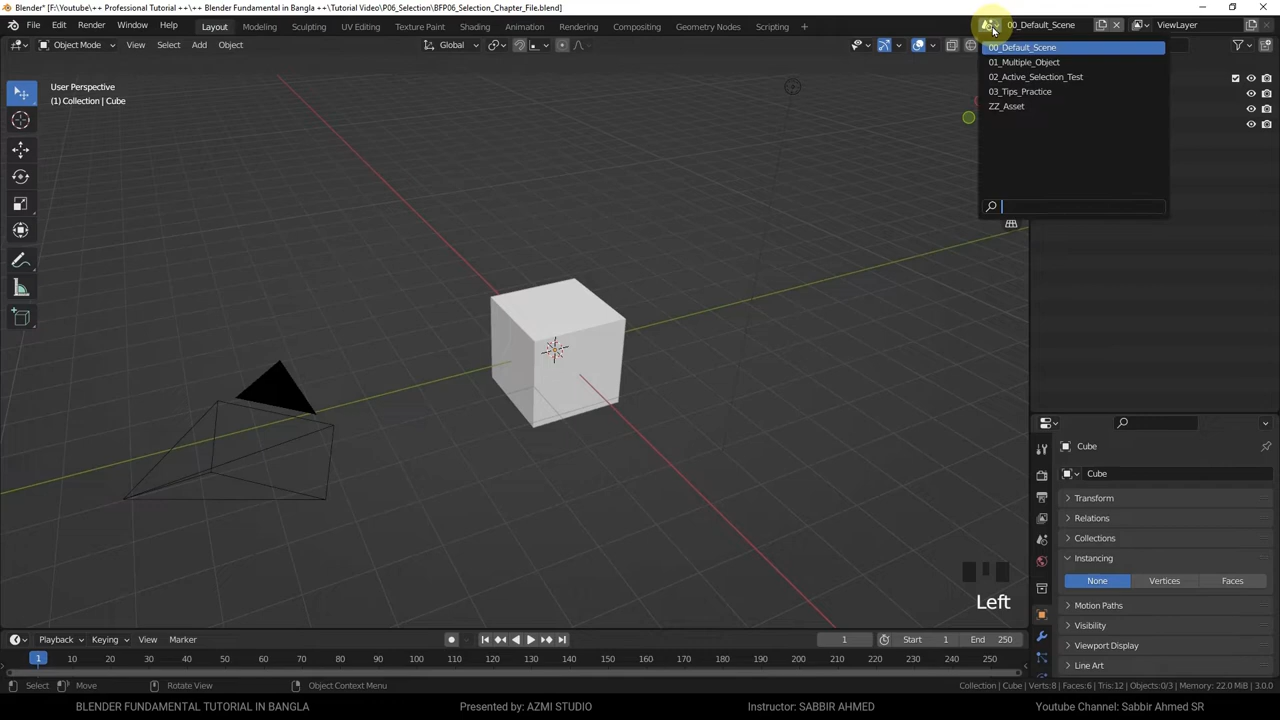 Blender* [F:\Youtube\++ Professional Tutorial ++\++ Blender Fundamental in Bangla ++\Tutorial Video\P06_Selection\BFP06_Selection_Chapter_File.blend]
File Edit Render Window Help Layout Modeling Sculpting UV Editing Texture Paint Shading Animation Rendering Compositing Geometry Nodes Scripting + 00_Default_Scene ViewLayer
Object Mode View Select Add Object Global
00_Default_Scene
01_Multiple_Object
02_Active_Selection_Test
03_Tips_Practice
ZZ_Asset
User Perspective
(1) Collection | Cube
Cube
Cube
Transform
Relations
Collections
Instancing
None Vertices Faces
Motion Paths
Visibility
Viewport Display
Line Art
Left
Playback Keying View Marker 1 Start 1 End 250
1 10 20 30 40 50 60 70 80 90 100 110 120 130 140 150 160 170 180 190 200 210 220 230 240 250
Select Move Rotate View Object Context Menu Collection | Cube | Verts:8 | Faces:6 | Tris:12 | Objects:0/3 | Memory: 22.0 MiB | 3.0.0
BLENDER FUNDAMENTAL TUTORIAL IN BANGLA Presented by: AZMI STUDIO Instructor: SABBIR AHMED Youtube Channel: Sabbir Ahmed SR